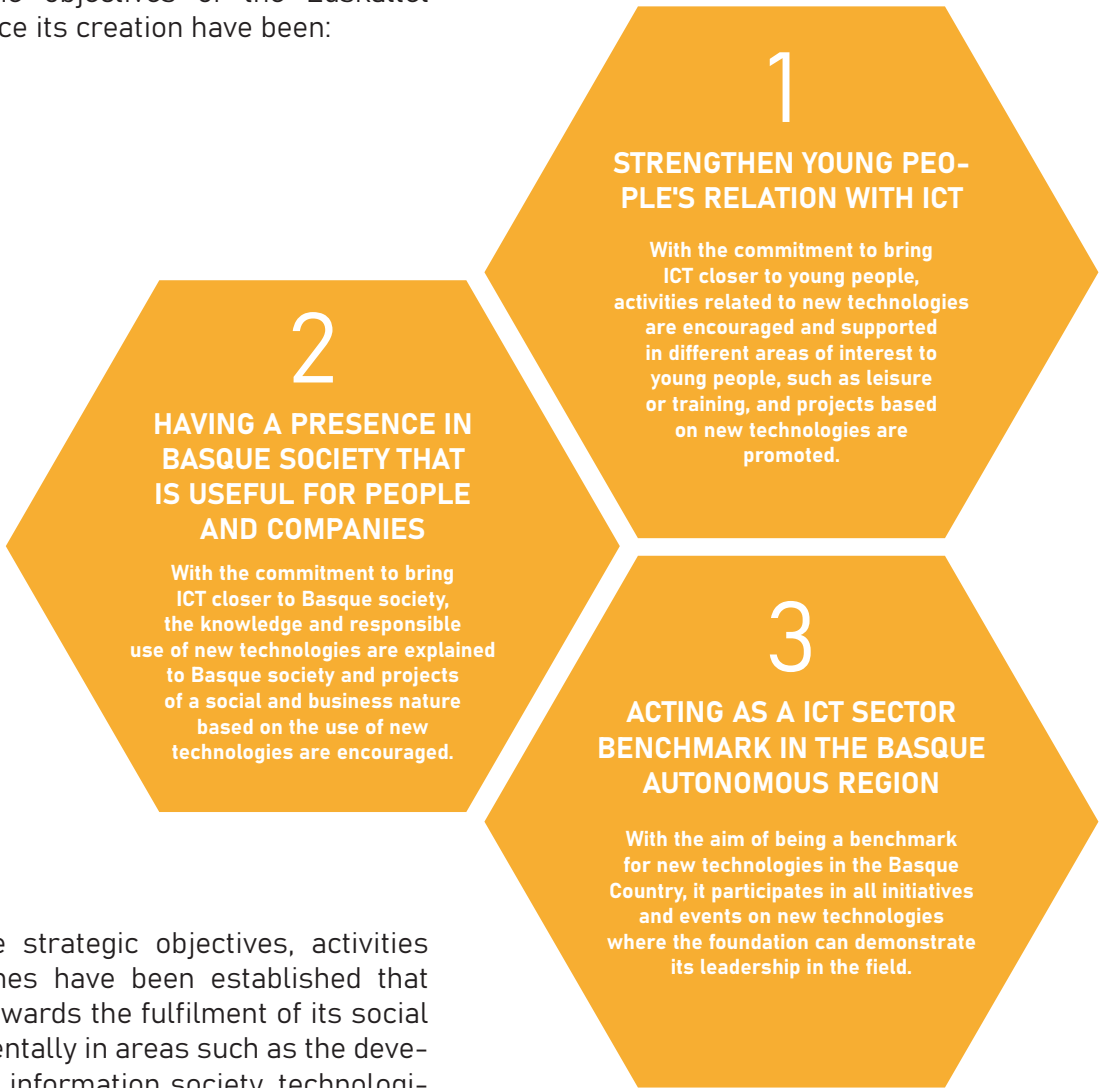 objectives of the Euskaltel
ce its creation have been:
1
STRENGTHEN YOUNG PEO-
PLE'S RELATION WITH ICT
With the commitment to bring
ICT closer to young people,
activities related to new technologies
are encouraged and supported
in different areas of interest to
young people, such as leisure
or training, and projects based
on new technologies are
promoted.
2
HAVING A PRESENCE IN
BASQUE SOCIETY THAT
IS USEFUL FOR PEOPLE
AND COMPANIES
With the commitment to bring
ICT closer to Basque society,
the knowledge and responsible
use of new technologies are explained
to Basque society and projects
of a social and business nature
based on the use of new
technologies are encouraged.
3
ACTING AS A ICT SECTOR
BENCHMARK IN THE BASQUE
AUTONOMOUS REGION
With the aim of being a benchmark
for new technologies in the Basque
Country, it participates in all initiatives
and events on new technologies
where the foundation can demonstrate
its leadership in the field.
e strategic objectives, activities
nes have been established that
wards the fulfilment of its social
entally in areas such as the deve-
information society, technologi-